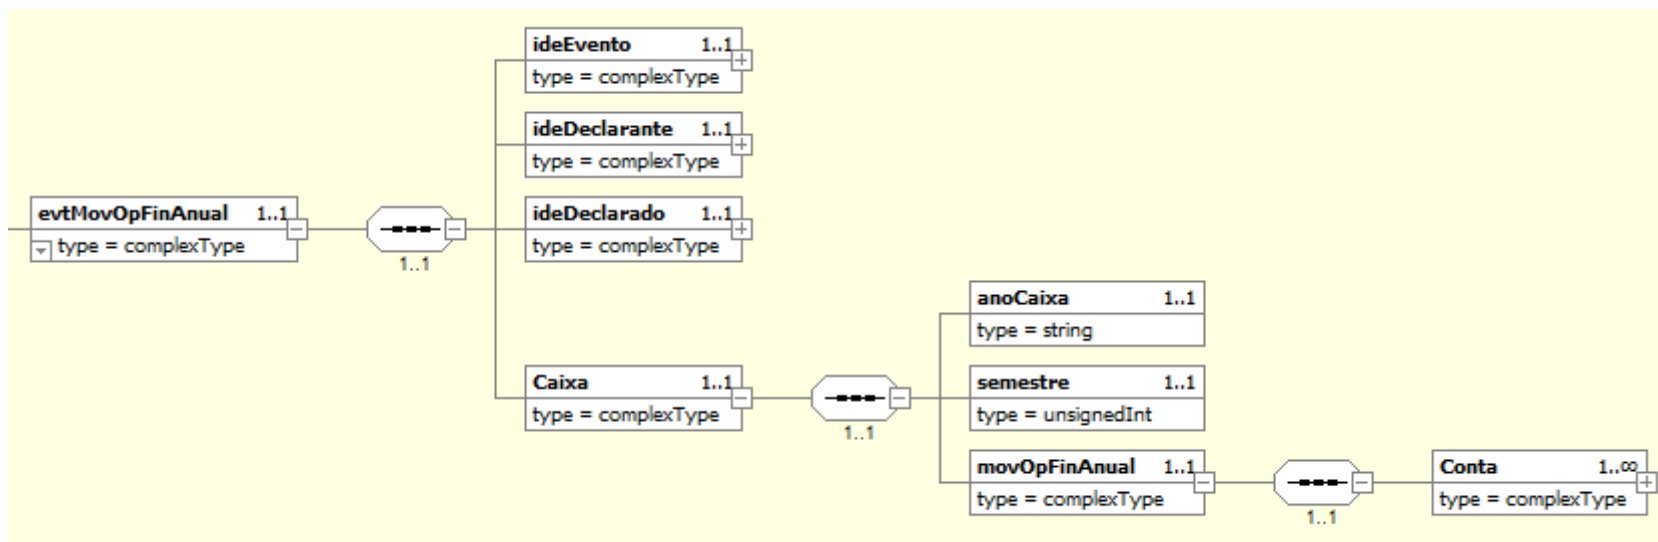 ideEvento 1..1
type = complexType
ideDeclarante 1..1
type = complexType
evtMovOpFinAnual 1..1
type = complexType
1..1
ideDeclarado 1..1
type = complexType
anoCaixa 1..1
type = string
Caixa 1..1
type = complexType
1..1
semestre 1..1
type = unsignedInt
movOpFinAnual 1..1
type = complexType
1..1
Conta 1..∞
type = complexType